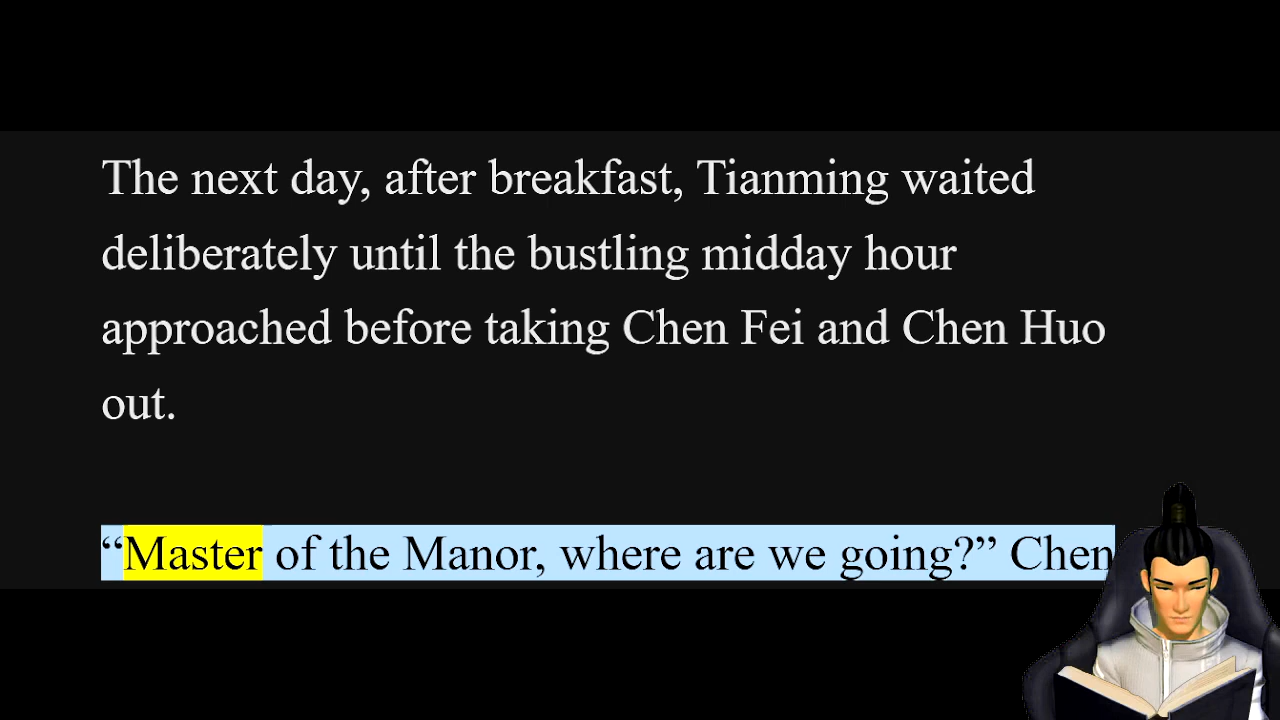 The next day, after breakfast, Tianming waited
deliberately until the bustling midday hour
approached before taking Chen Fei and Chen Huo
out.
“Master of the Manor, where are we going?” Chen